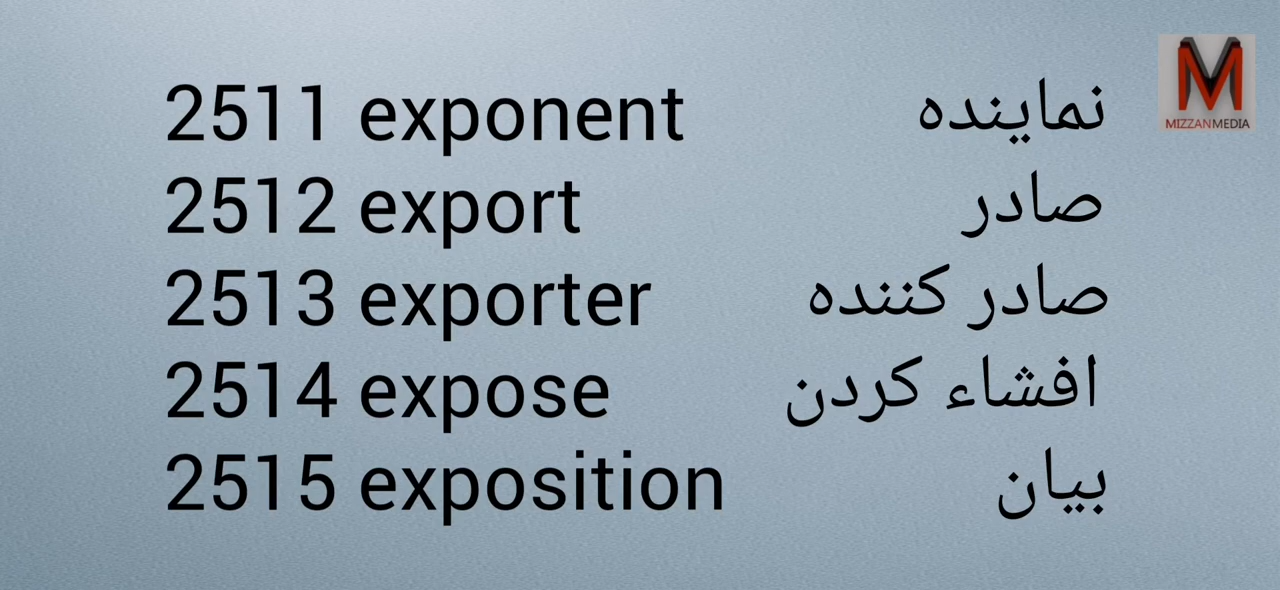 2511 exponent نماینده
2512 export صادر
2513 exporter صادر کننده
2514 expose افشاء کردن
2515 exposition بیان
M
MIZZANMEDIA